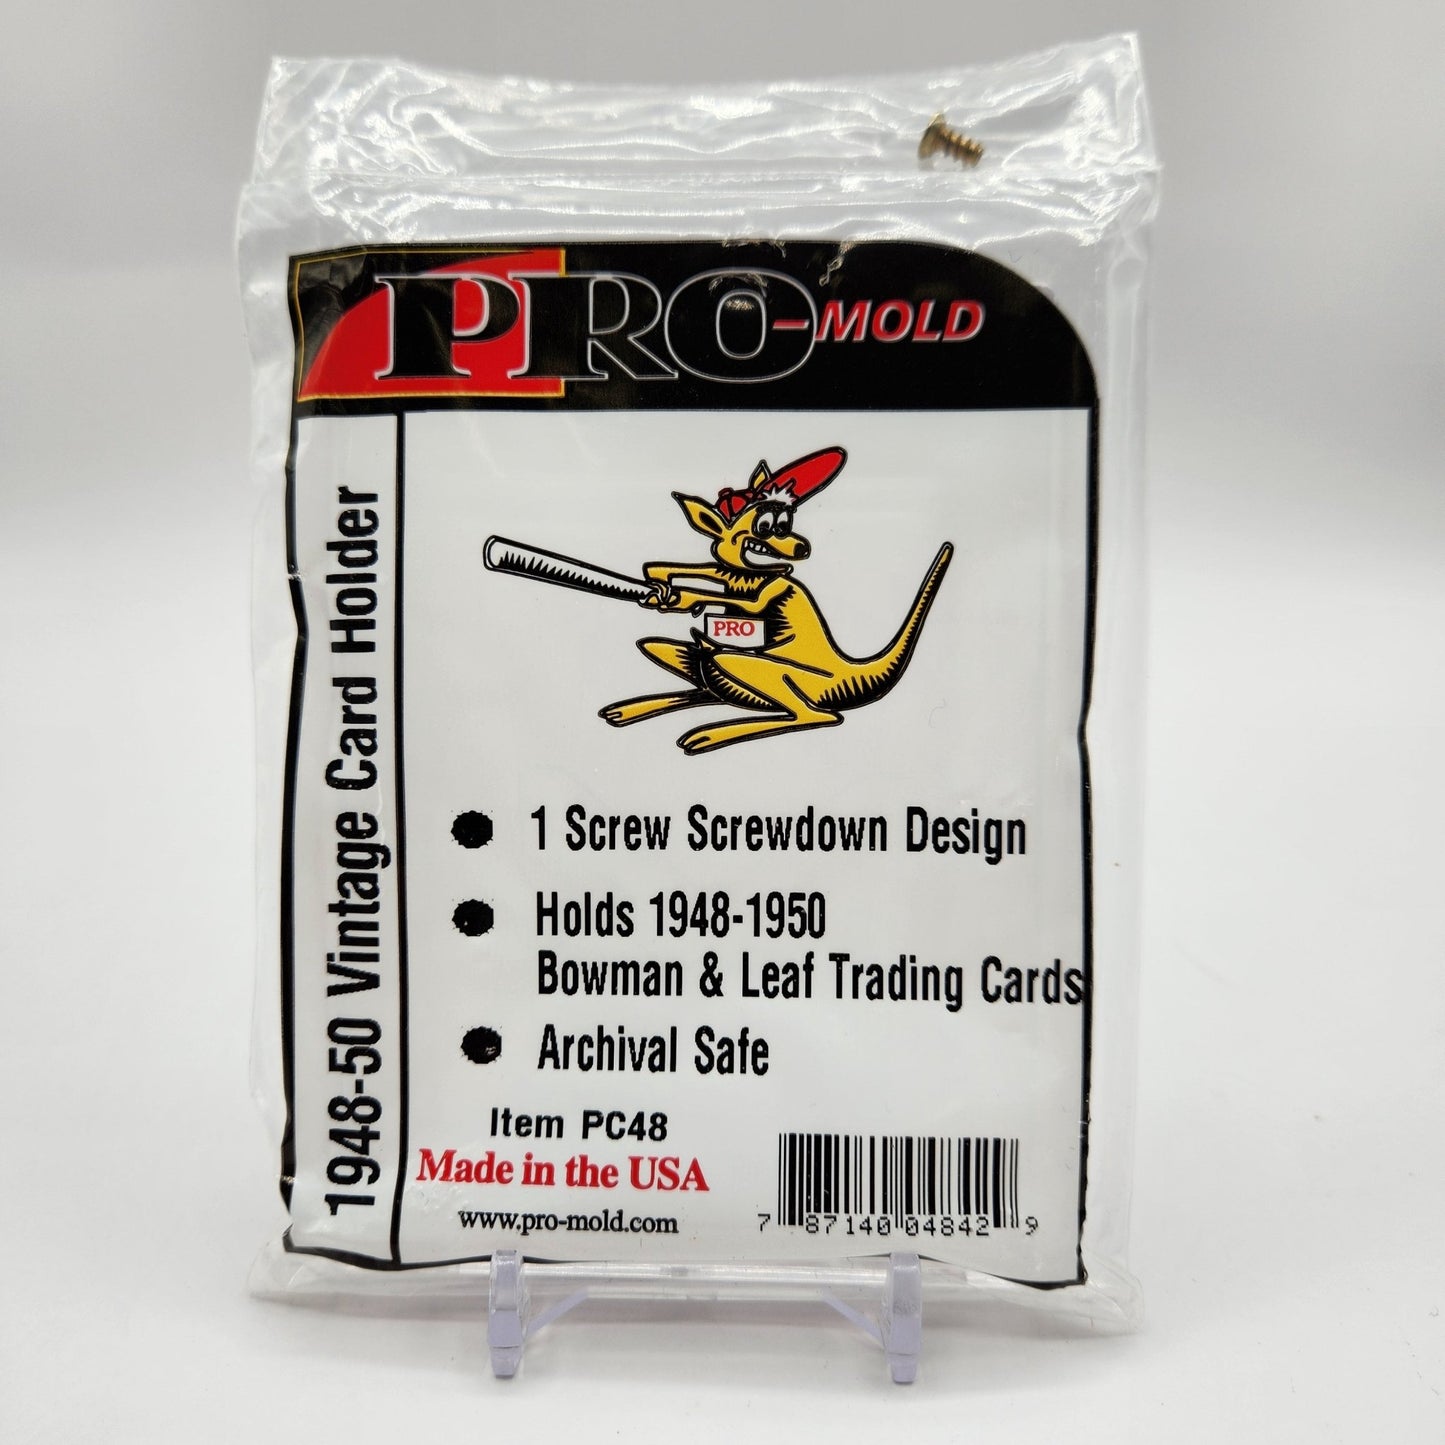 PRO-MOLD
1948-50 Vintage Card Holder
PRO
1 Screw Screwdown Design
Holds 1948-1950
Bowman & Leaf Trading Cards
Archival Safe
Item PC48
Made in the USA
www.pro-mold.com
7 87140 04842 9